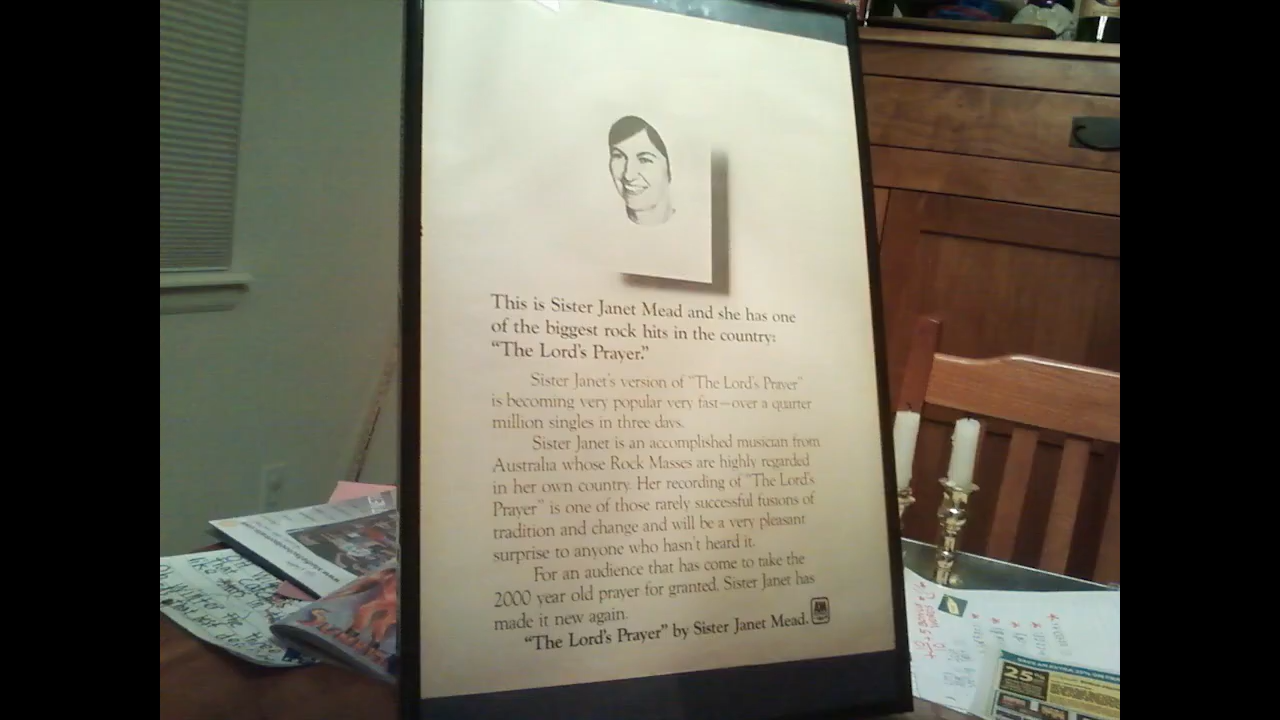 This is Sister Janet Mead and she has one
of the biggest rock hits in the country:
“The Lord's Prayer.”
Sister Janet's version of “The Lord's Prayer”
is becoming very popular very fast—over a quarter
million singles in three days.
Sister Janet is an accomplished musician from
Australia whose Rock Masses are highly regarded
in her own country. Her recording of “The Lord's
Prayer” is one of those rarely successful fusions of
tradition and change and will be a very pleasant
surprise to anyone who hasn't heard it.
For an audience that has come to take the
2000 year old prayer for granted, Sister Janet has
made it new again.
“The Lord's Prayer” by Sister Janet Mead.
A&M
25%